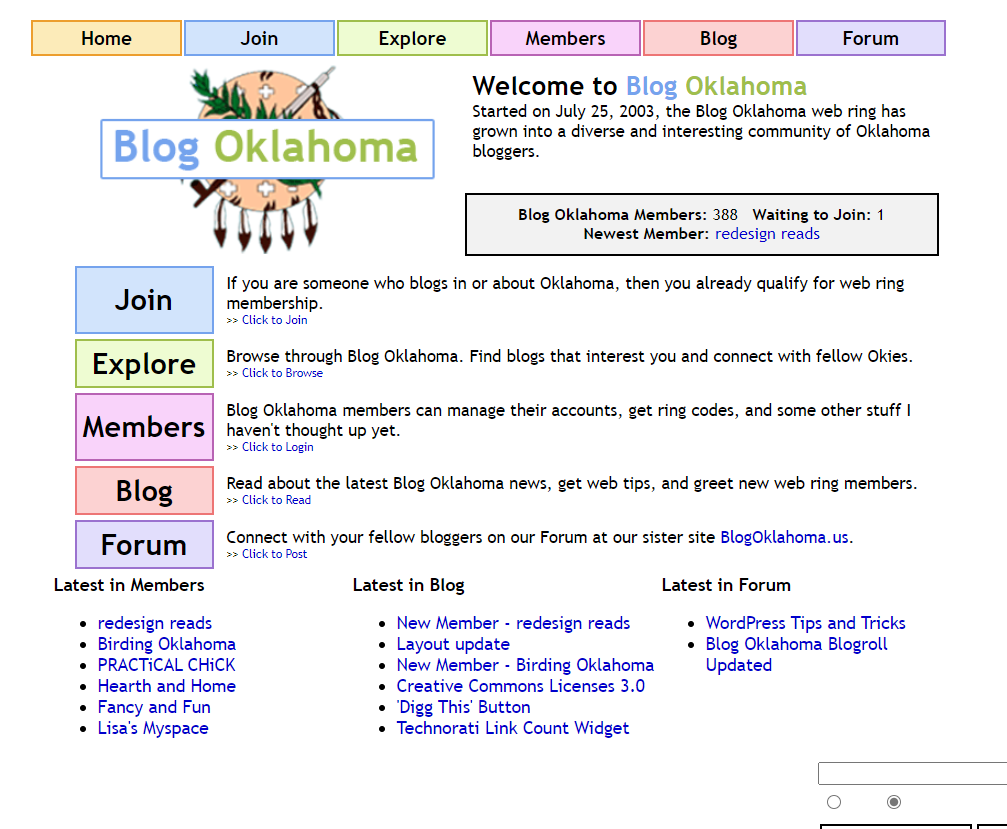 Home Join Explore Members Blog Forum
Blog Oklahoma
Welcome to Blog Oklahoma
Started on July 25, 2003, the Blog Oklahoma web ring has
grown into a diverse and interesting community of Oklahoma
bloggers.
Blog Oklahoma Members: 388 Waiting to Join: 1
Newest Member: redesign reads
Join
If you are someone who blogs in or about Oklahoma, then you already qualify for web ring
membership.
>> Click to Join
Explore
Browse through Blog Oklahoma. Find blogs that interest you and connect with fellow Okies.
>> Click to Browse
Members
Blog Oklahoma members can manage their accounts, get ring codes, and some other stuff I
haven't thought up yet.
>> Click to Login
Blog
Read about the latest Blog Oklahoma news, get web tips, and greet new web ring members.
>> Click to Read
Forum
Connect with your fellow bloggers on our Forum at our sister site BlogOklahoma.us.
>> Click to Post
Latest in Members
redesign reads
Birding Oklahoma
PRACTiCAL CHiCK
Hearth and Home
Fancy and Fun
Lisa's Myspace
Latest in Blog
New Member - redesign reads
Layout update
New Member - Birding Oklahoma
Creative Commons Licenses 3.0
'Digg This' Button
Technorati Link Count Widget
Latest in Forum
WordPress Tips and Tricks
Blog Oklahoma Blogroll
Updated